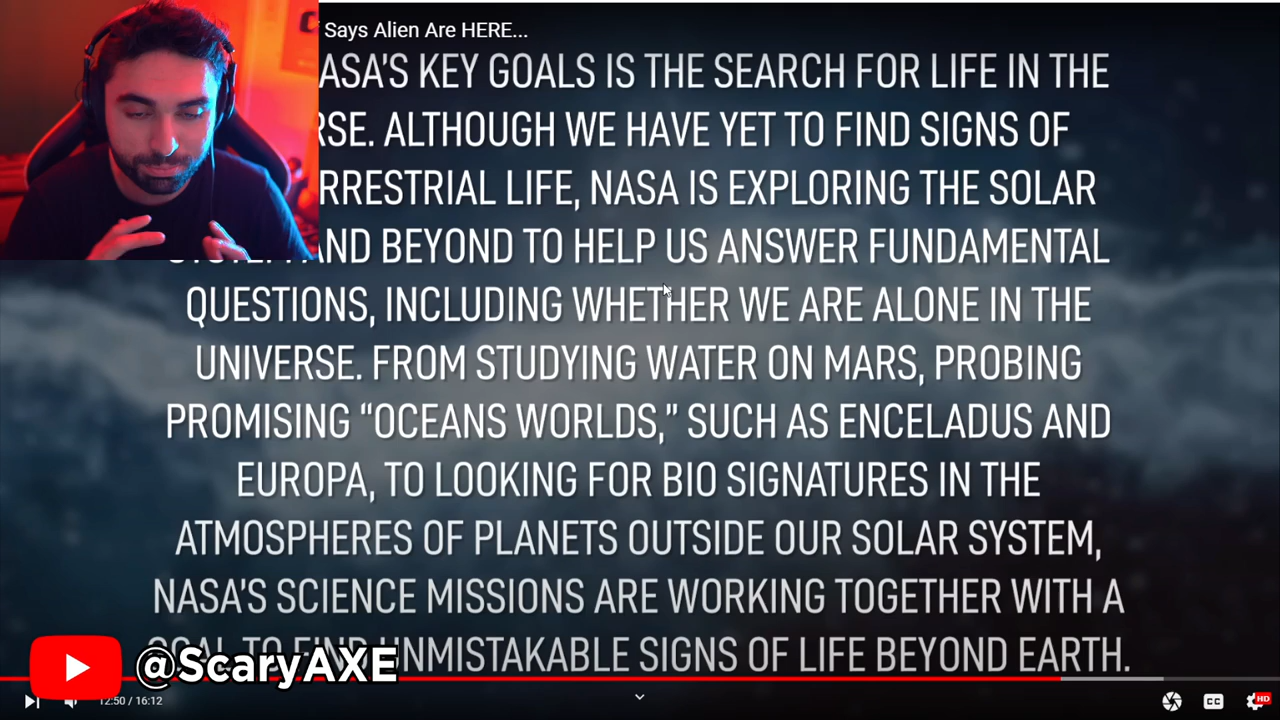 Says Alien Are HERE...
ASA'S KEY GOALS IS THE SEARCH FOR LIFE IN THE
RSE. ALTHOUGH WE HAVE YET TO FIND SIGNS OF
RRESTRIAL LIFE, NASA IS EXPLORING THE SOLAR
AND BEYOND TO HELP US ANSWER FUNDAMENTAL
QUESTIONS, INCLUDING WHETHER WE ARE ALONE IN THE
UNIVERSE. FROM STUDYING WATER ON MARS, PROBING
PROMISING “OCEANS WORLDS,” SUCH AS ENCELADUS AND
EUROPA, TO LOOKING FOR BIO SIGNATURES IN THE
ATMOSPHERES OF PLANETS OUTSIDE OUR SOLAR SYSTEM,
NASA'S SCIENCE MISSIONS ARE WORKING TOGETHER WITH A
UNMISTAKABLE SIGNS OF LIFE BEYOND EARTH.
@ScaryAXE
12:50 / 16:12
CC
HD